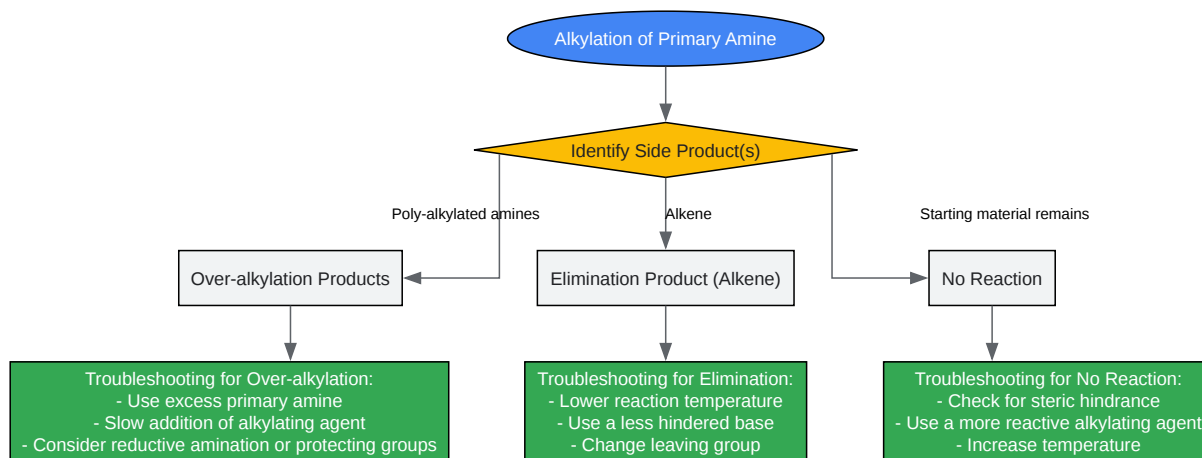 Alkylation of Primary Amine
Identify Side Product(s)
Poly-alkylated amines
Alkene
Starting material remains
Over-alkylation Products
Elimination Product (Alkene)
No Reaction
Troubleshooting for Over-alkylation:
- Use excess primary amine
- Slow addition of alkylating agent
- Consider reductive amination or protecting groups
Troubleshooting for Elimination:
- Lower reaction temperature
- Use a less hindered base
- Change leaving group
Troubleshooting for No Reaction:
- Check for steric hindrance
- Use a more reactive alkylating agent
- Increase temperature